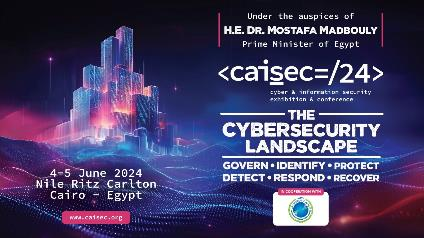 Under the auspices of
H.E. DR. MOSTAFA MADBOULY
Prime Minister of Egypt
<caisec=/24>
cyber & information security
exhibition & conference
THE
CYBERSECURITY
LANDSCAPE
GOVERN • IDENTIFY • PROTECT
DETECT • RESPOND • RECOVER
IN COOPERATION WITH
4-5 June 2024
Nile Ritz Carlton
Cairo - Egypt
www.caisec.org